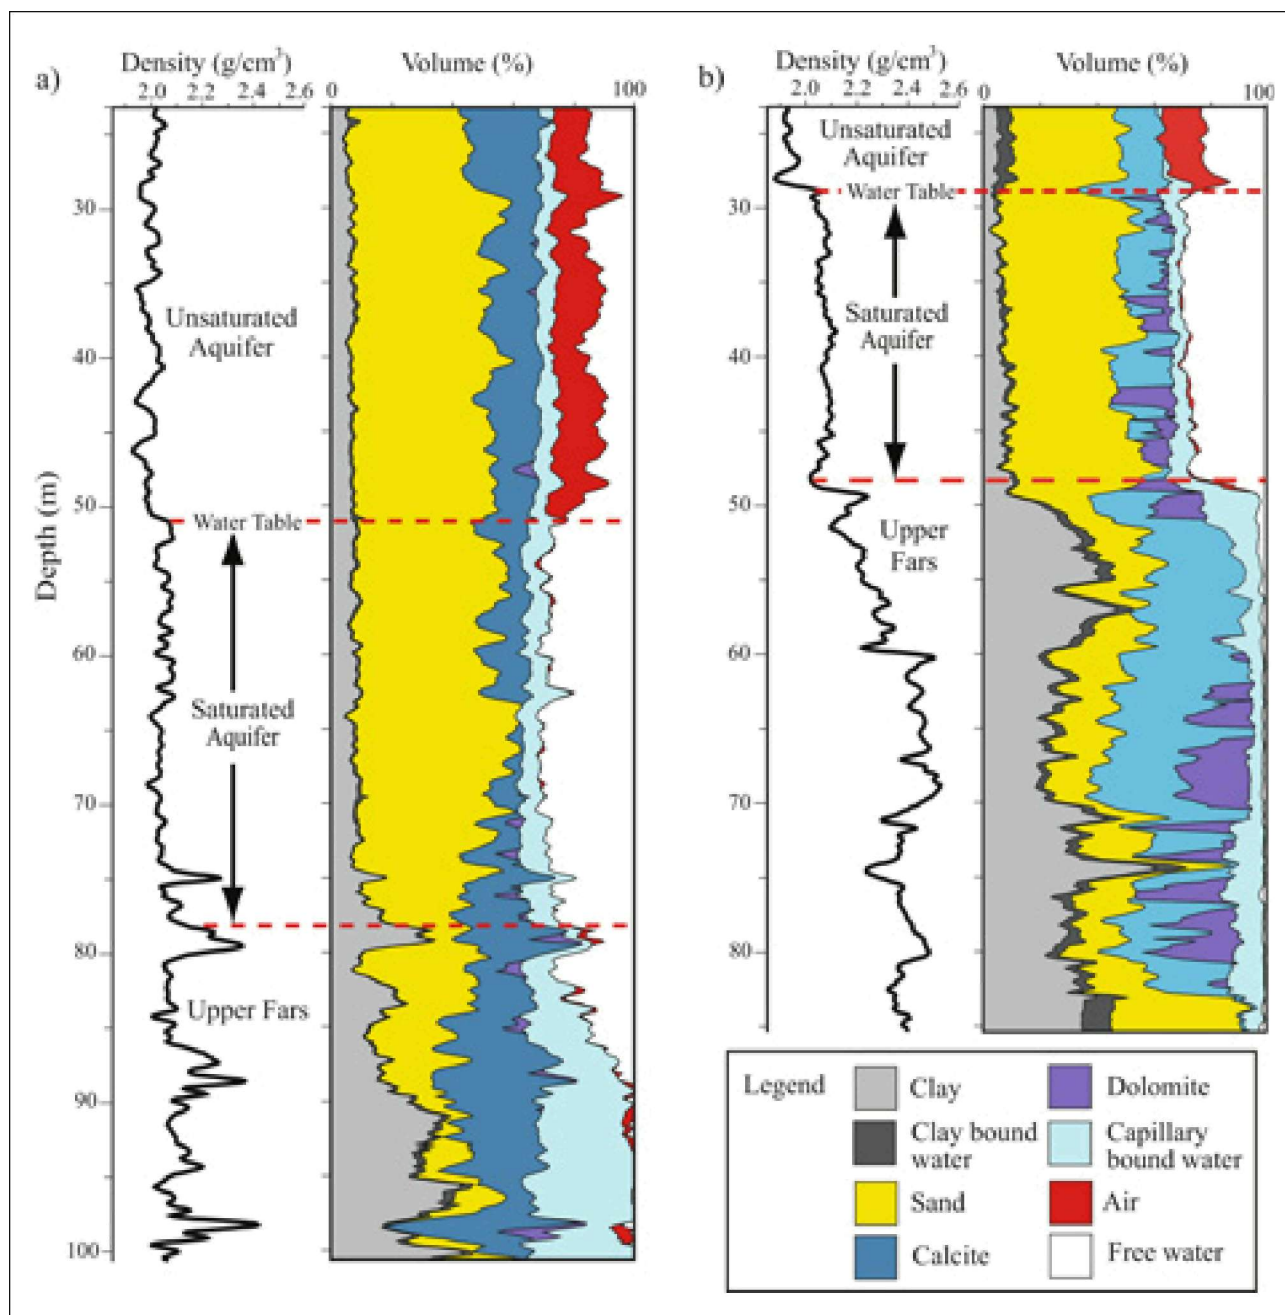 a)
Density (g/cm³)
2.0 2.2 2.4 2.6
Volume (%)
0 100
b)
Density (g/cm³)
2.0 2.2 2.4 2.6
Volume (%)
0 100
Depth (m)
30
40
50
60
70
80
90
100
Unsaturated
Aquifer
Water Table
Saturated
Aquifer
Upper Fars
30
40
50
60
70
80
Unsaturated
Aquifer
Water Table
Saturated
Aquifer
Upper
Fars
Legend
Clay
Clay bound
water
Sand
Calcite
Dolomite
Capillary
bound water
Air
Free water